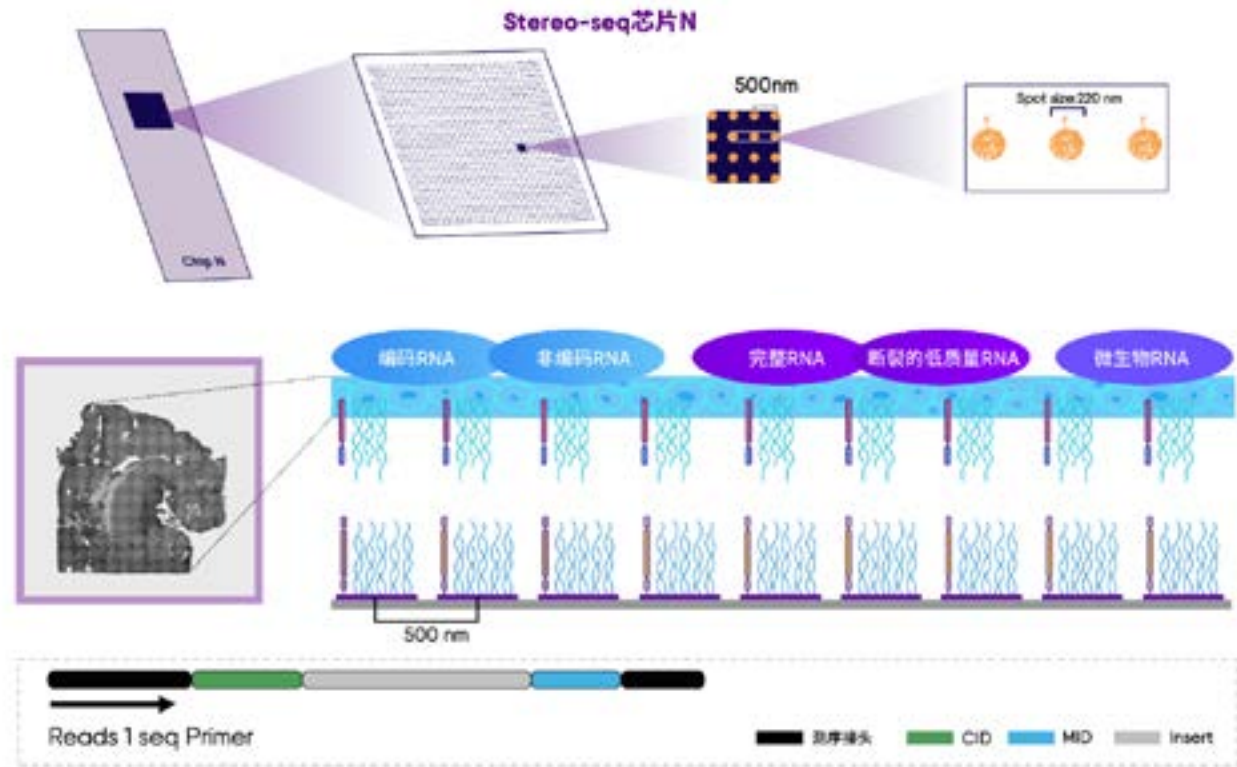 Stereo-seq芯片N
500nm
Spot size:220 nm
Chip N
编码RNA 非编码RNA 完整RNA 断裂的低质量RNA 微生物RNA
500 nm
Reads 1 seq Primer
测序接头 CID MID Insert